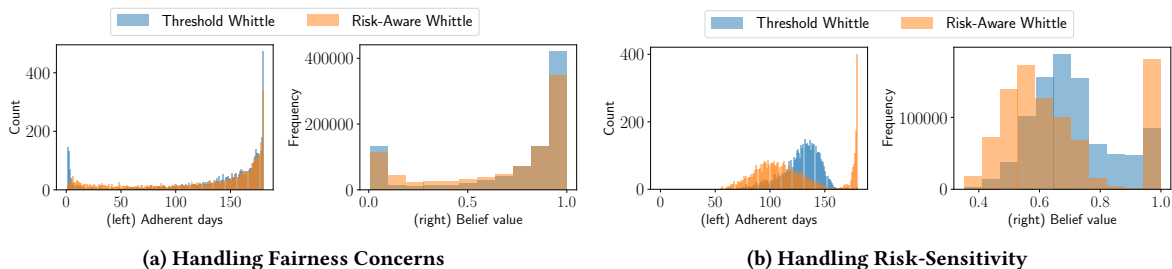 Threshold Whittle Risk-Aware Whittle
Count
400
200
0
0 50 100 150
(left) Adherent days
Frequency
400000
200000
0
0.0 0.5 1.0
(right) Belief value
(a) Handling Fairness Concerns
Threshold Whittle Risk-Aware Whittle
Count
400
200
0
0 50 100 150
(left) Adherent days
Frequency
100000
0
0.4 0.6 0.8 1.0
(right) Belief value
(b) Handling Risk-Sensitivity